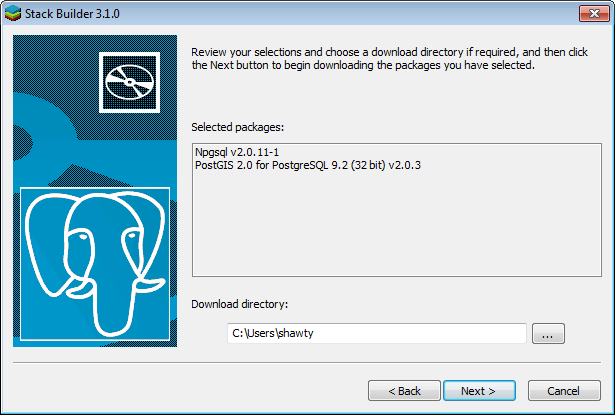 Stack Builder 3.1.0
Review your selections and choose a download directory if required, and then click
the Next button to begin downloading the packages you have selected.
Selected packages:
Npgsql v2.0.11-1
PostGIS 2.0 for PostgreSQL 9.2 (32 bit) v2.0.3
Download directory:
C:\Users\shawty
...
< Back
Next >
Cancel